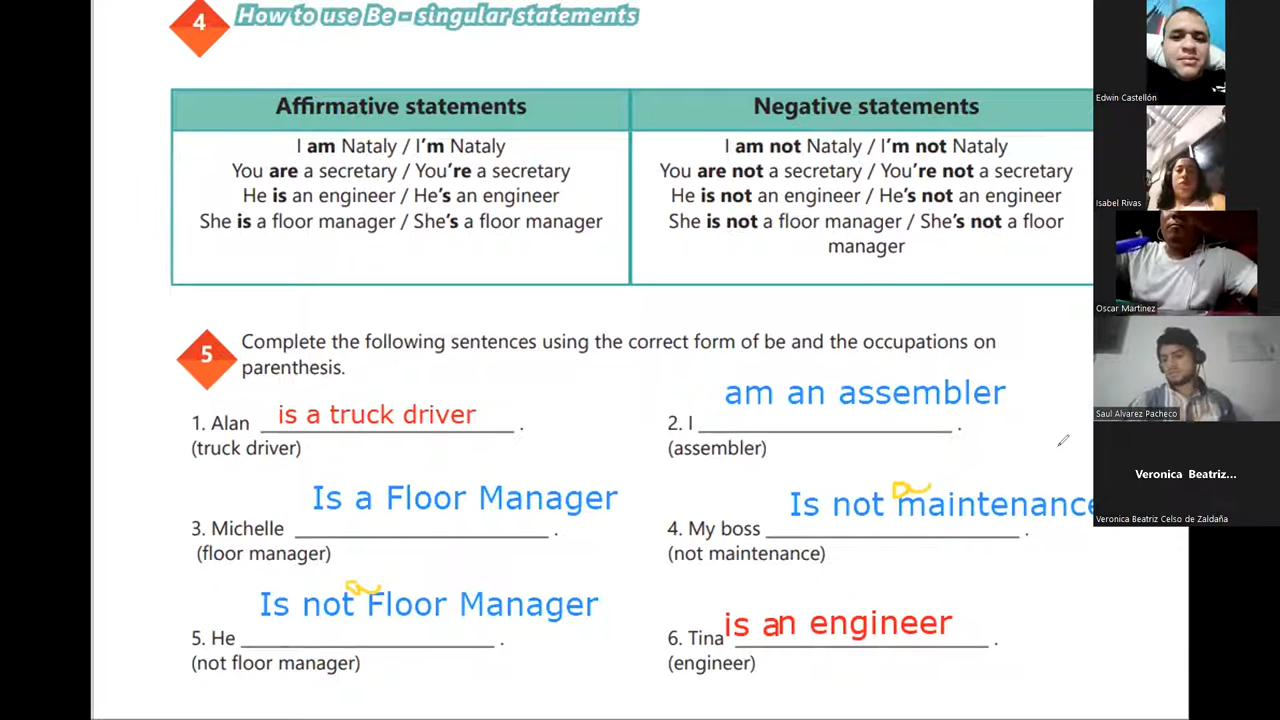 4
How to use Be - singular statements
Affirmative statements
I am Nataly / I'm Nataly
You are a secretary / You're a secretary
He is an engineer / He's an engineer
She is a floor manager / She's a floor manager
Negative statements
I am not Nataly / I'm not Nataly
You are not a secretary / You're not a secretary
He is not an engineer / He's not an engineer
She is not a floor manager / She's not a floor
manager
5
Complete the following sentences using the correct form of be and the occupations on
parenthesis.
1. Alan is a truck driver .
(truck driver)
2. I am an assembler .
(assembler)
3. Michelle Is a Floor Manager .
(floor manager)
4. My boss Is not a maintenance .
(not maintenance)
5. He Is not a Floor Manager .
(not floor manager)
6. Tina is an engineer .
(engineer)
Edwin Castellón
Isabel Rivas
Oscar Martinez
Saul Alvarez Pacheco
Veronica Beatriz...
Veronica Beatriz Celso de Zaldaña